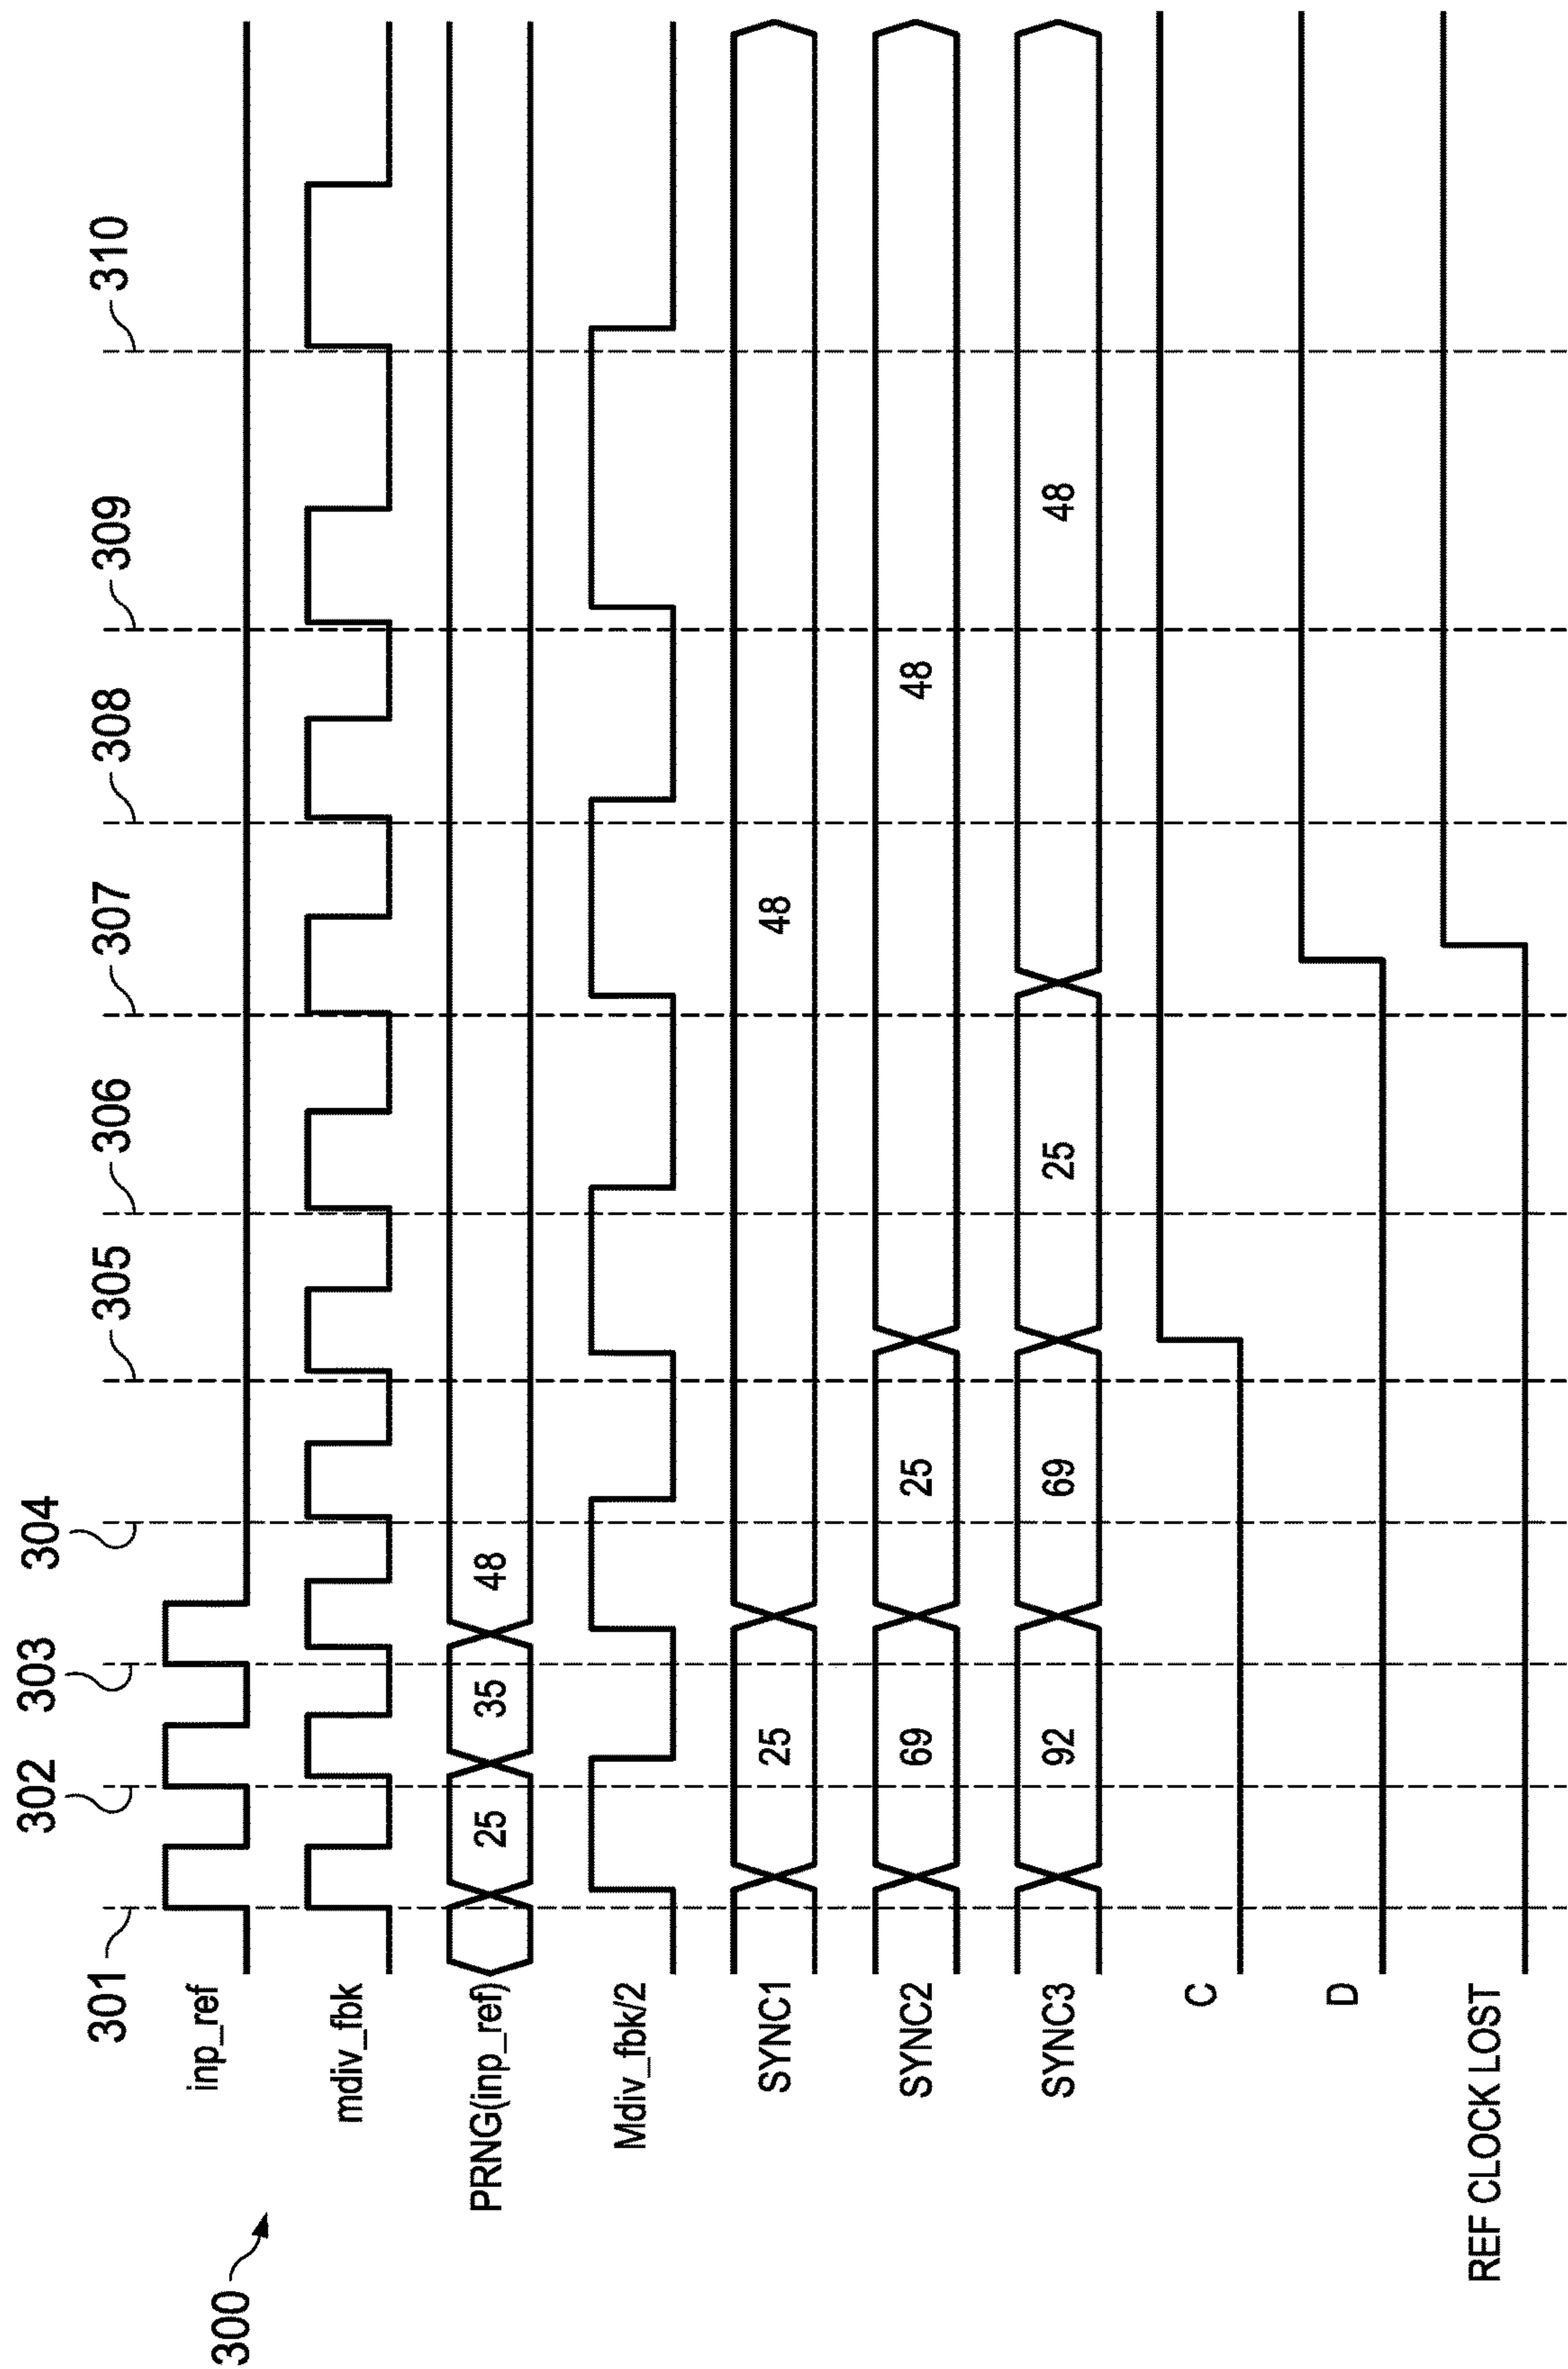 300
301
302
303
304
305
306
307
308
309
310
inp_ref
mdiv_fbk
PRNG(inp_ref)
25
35
48
Mdiv_fbk/2
SYNC1
25
48
SYNC2
69
25
48
SYNC3
92
69
25
48
C
D
REF CLOCK LOST